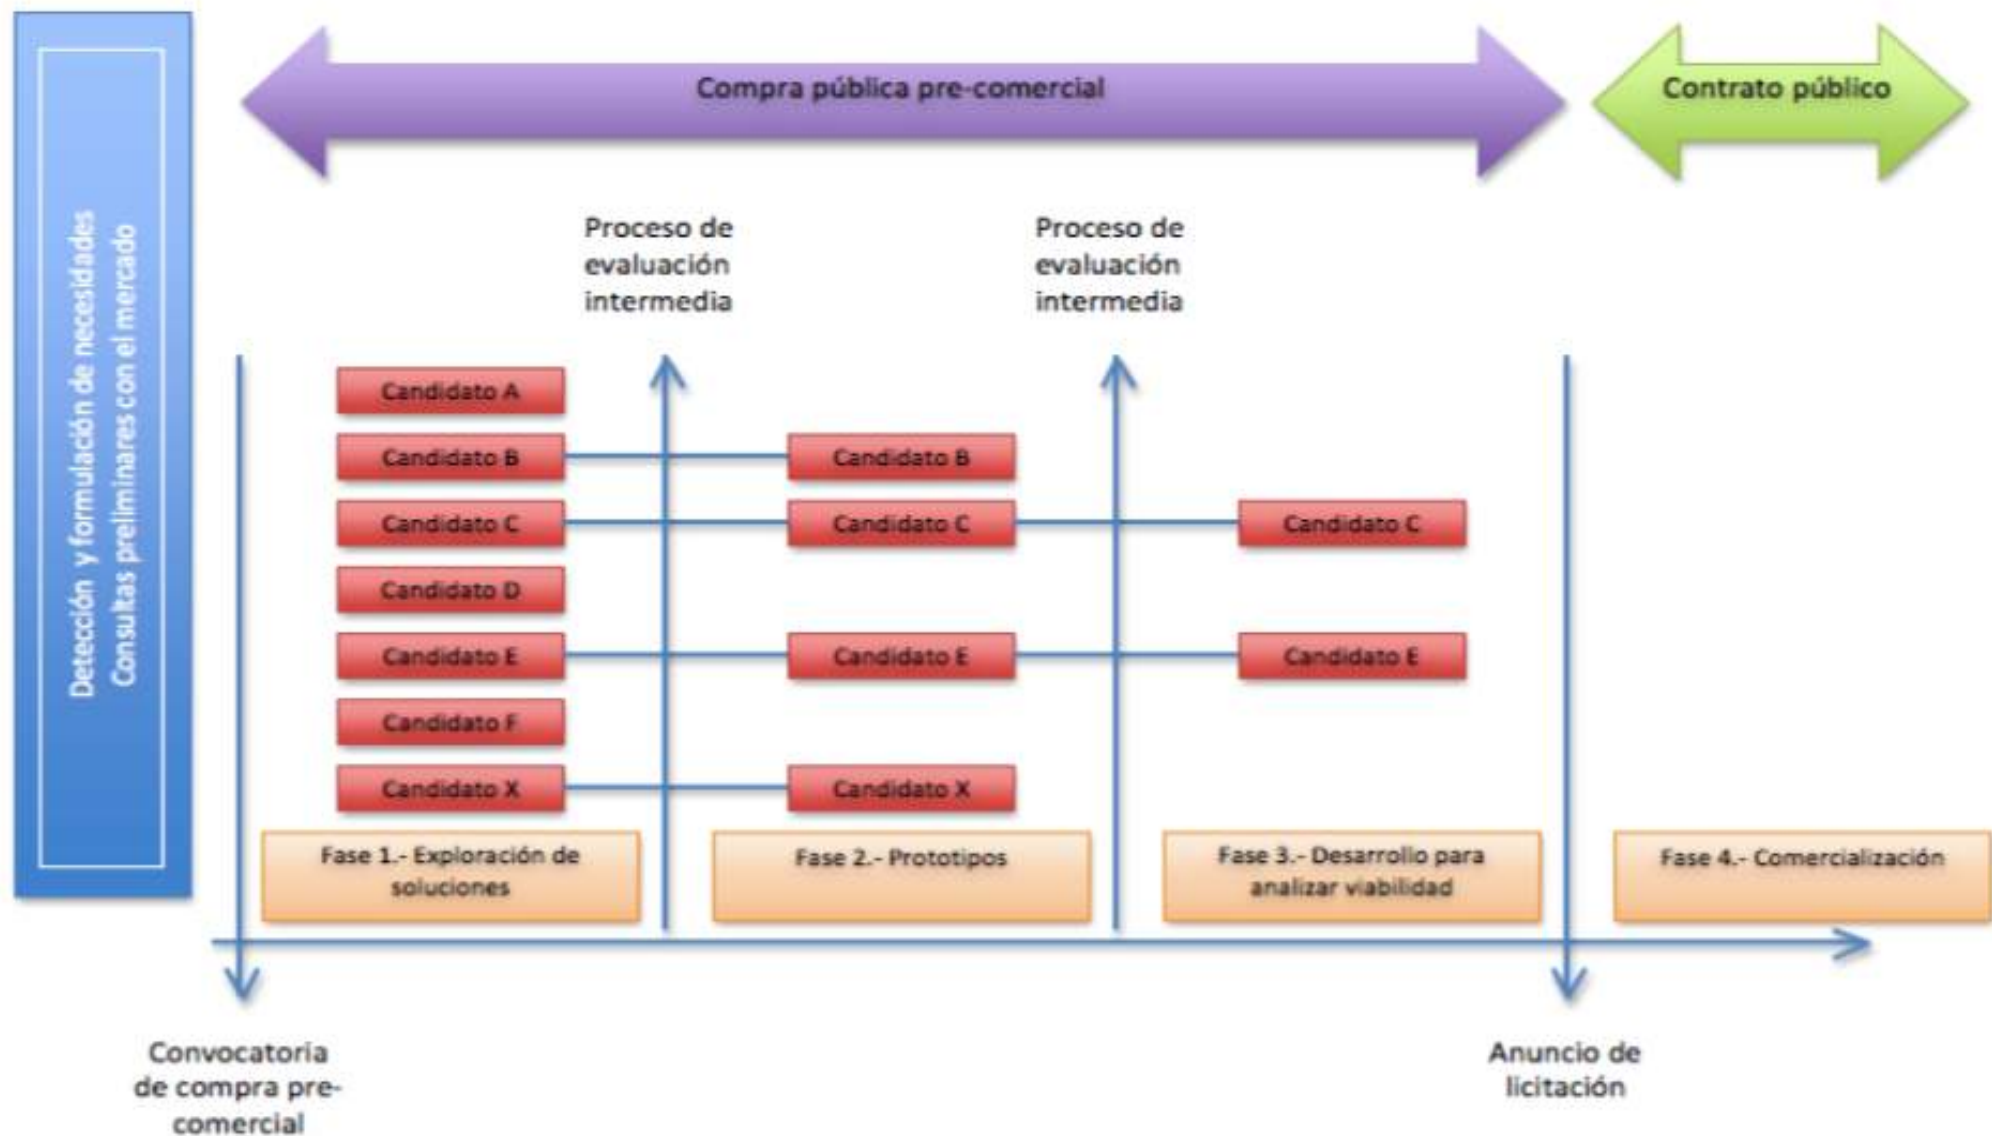 Detección y formulación de necesidades
Consultas preliminares con el mercado
Compra pública pre-comercial
Contrato público
Proceso de
evaluación
intermedia
Proceso de
evaluación
intermedia
Candidato A
Candidato B
Candidato B
Candidato C
Candidato C
Candidato C
Candidato D
Candidato E
Candidato E
Candidato E
Candidato F
Candidato X
Candidato X
Fase 1.- Exploración de
soluciones
Fase 2.- Prototipos
Fase 3.- Desarrollo para
analizar viabilidad
Fase 4.- Comercialización
Convocatoria
de compra pre-
comercial
Anuncio de
licitación